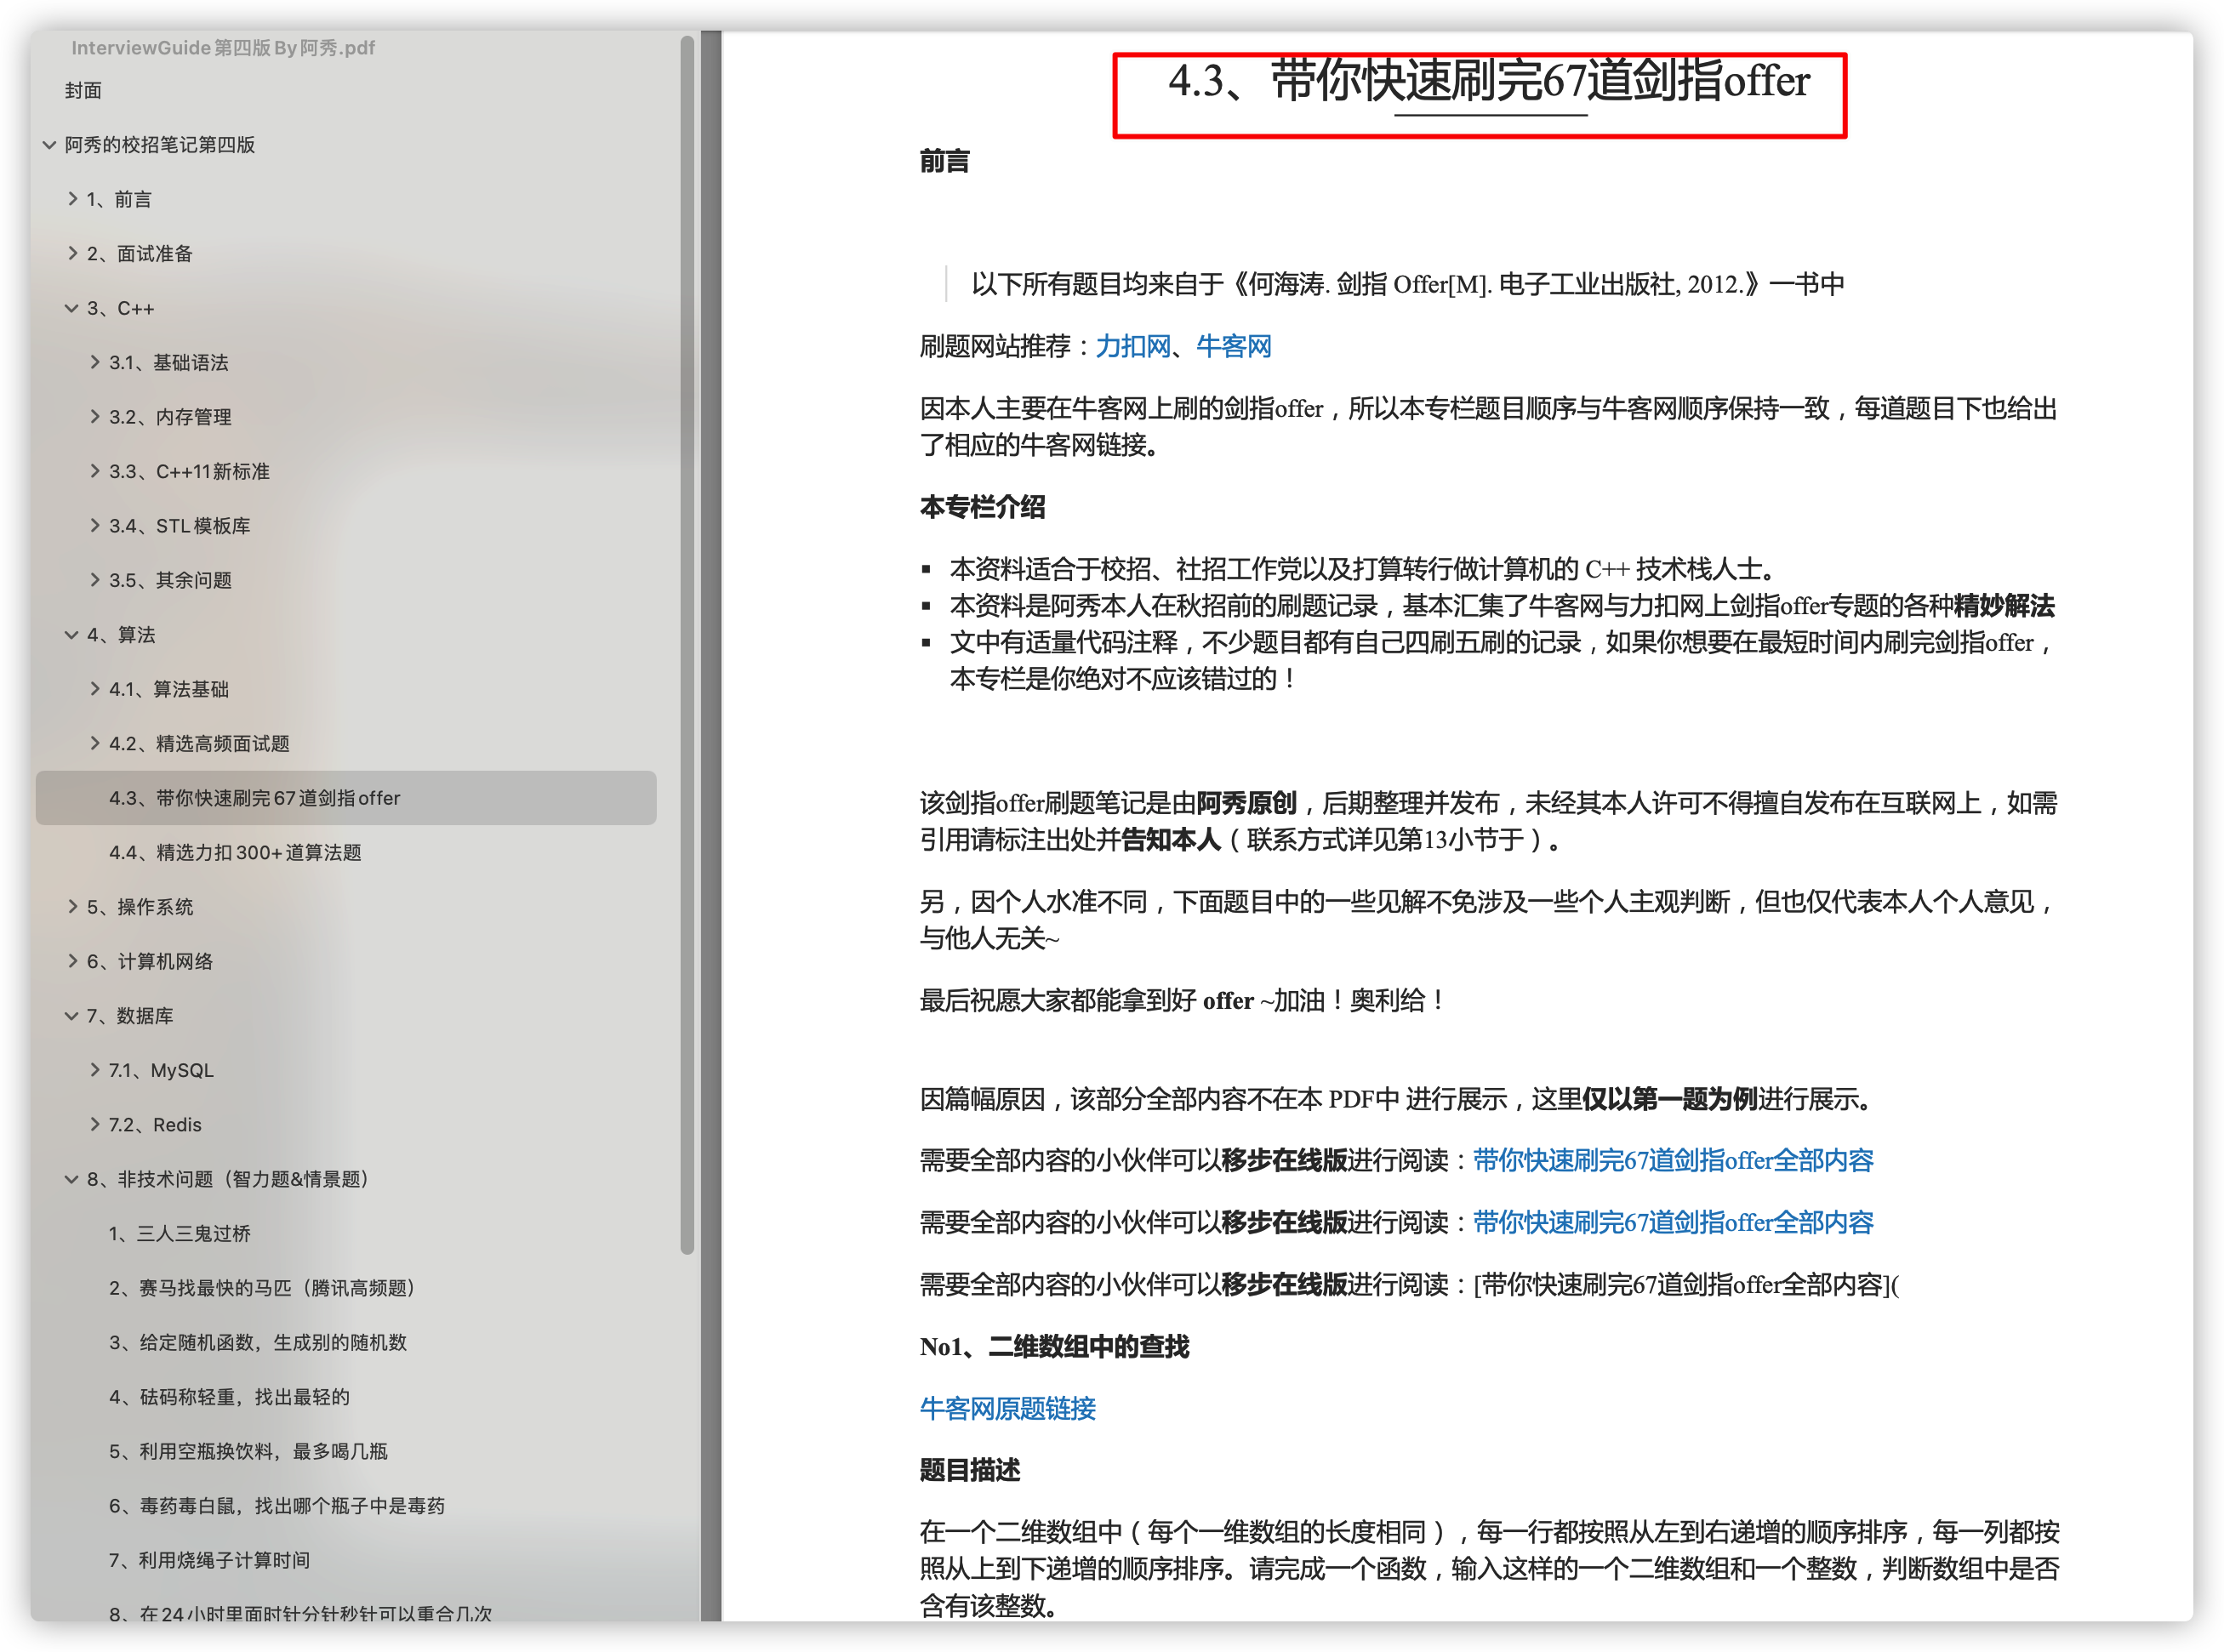 InterviewGuide第四版By阿秀.pdf
封面
阿秀的校招笔记第四版
1、前言
2、面试准备
3、C++
3.1、基础语法
3.2、内存管理
3.3、C++11新标准
3.4、STL模板库
3.5、其余问题
4、算法
4.1、算法基础
4.2、精选高频面试题
4.3、带你快速刷完67道剑指offer
4.4、精选力扣300+道算法题
5、操作系统
6、计算机网络
7、数据库
7.1、MySQL
7.2、Redis
8、非技术问题（智力题&情景题）
1、三人三鬼过桥
2、赛马找最快的马匹（腾讯高频题）
3、给定随机函数，生成别的随机数
4、砝码称轻重，找出最轻的
5、利用空瓶换饮料，最多喝几瓶
6、毒药毒白鼠，找出哪个瓶子中是毒药
7、利用烧绳子计算时间
8、在24小时里面时针分针秒针可以重合几次
4.3、带你快速刷完67道剑指offer
前言
以下所有题目均来自于《何海涛. 剑指 Offer[M]. 电子工业出版社, 2012.》一书中
刷题网站推荐：力扣网、牛客网
因本人主要在牛客网上刷的剑指offer，所以本专栏题目顺序与牛客网顺序保持一致，每道题目下也给出
了相应的牛客网链接。
本专栏介绍
▪ 本资料适合于校招、社招工作党以及打算转行做计算机的 C++ 技术栈人士。
▪ 本资料是阿秀本人在秋招前的刷题记录，基本汇集了牛客网与力扣网上剑指offer专题的各种精妙解法
▪ 文中有适量代码注释，不少题目都有自己四刷五刷的记录，如果你想要在最短时间内刷完剑指offer，
本专栏是你绝对不应该错过的！
该剑指offer刷题笔记是由阿秀原创，后期整理并发布，未经其本人许可不得擅自发布在互联网上，如需
引用请标注出处并告知本人（联系方式详见第13小节于）。
另，因个人水准不同，下面题目中的一些见解不免涉及一些个人主观判断，但也仅代表本人个人意见，
与他人无关~
最后祝愿大家都能拿到好 offer ~加油！奥利给！
因篇幅原因，该部分全部内容不在本 PDF中 进行展示，这里仅以第一题为例进行展示。
需要全部内容的小伙伴可以移步在线版进行阅读：带你快速刷完67道剑指offer全部内容
需要全部内容的小伙伴可以移步在线版进行阅读：带你快速刷完67道剑指offer全部内容
需要全部内容的小伙伴可以移步在线版进行阅读：[带你快速刷完67道剑指offer全部内容](
No1、二维数组中的查找
牛客网原题链接
题目描述
在一个二维数组中（每个一维数组的长度相同），每一行都按照从左到右递增的顺序排序，每一列都按
照从上到下递增的顺序排序。请完成一个函数，输入这样的一个二维数组和一个整数，判断数组中是否
含有该整数。